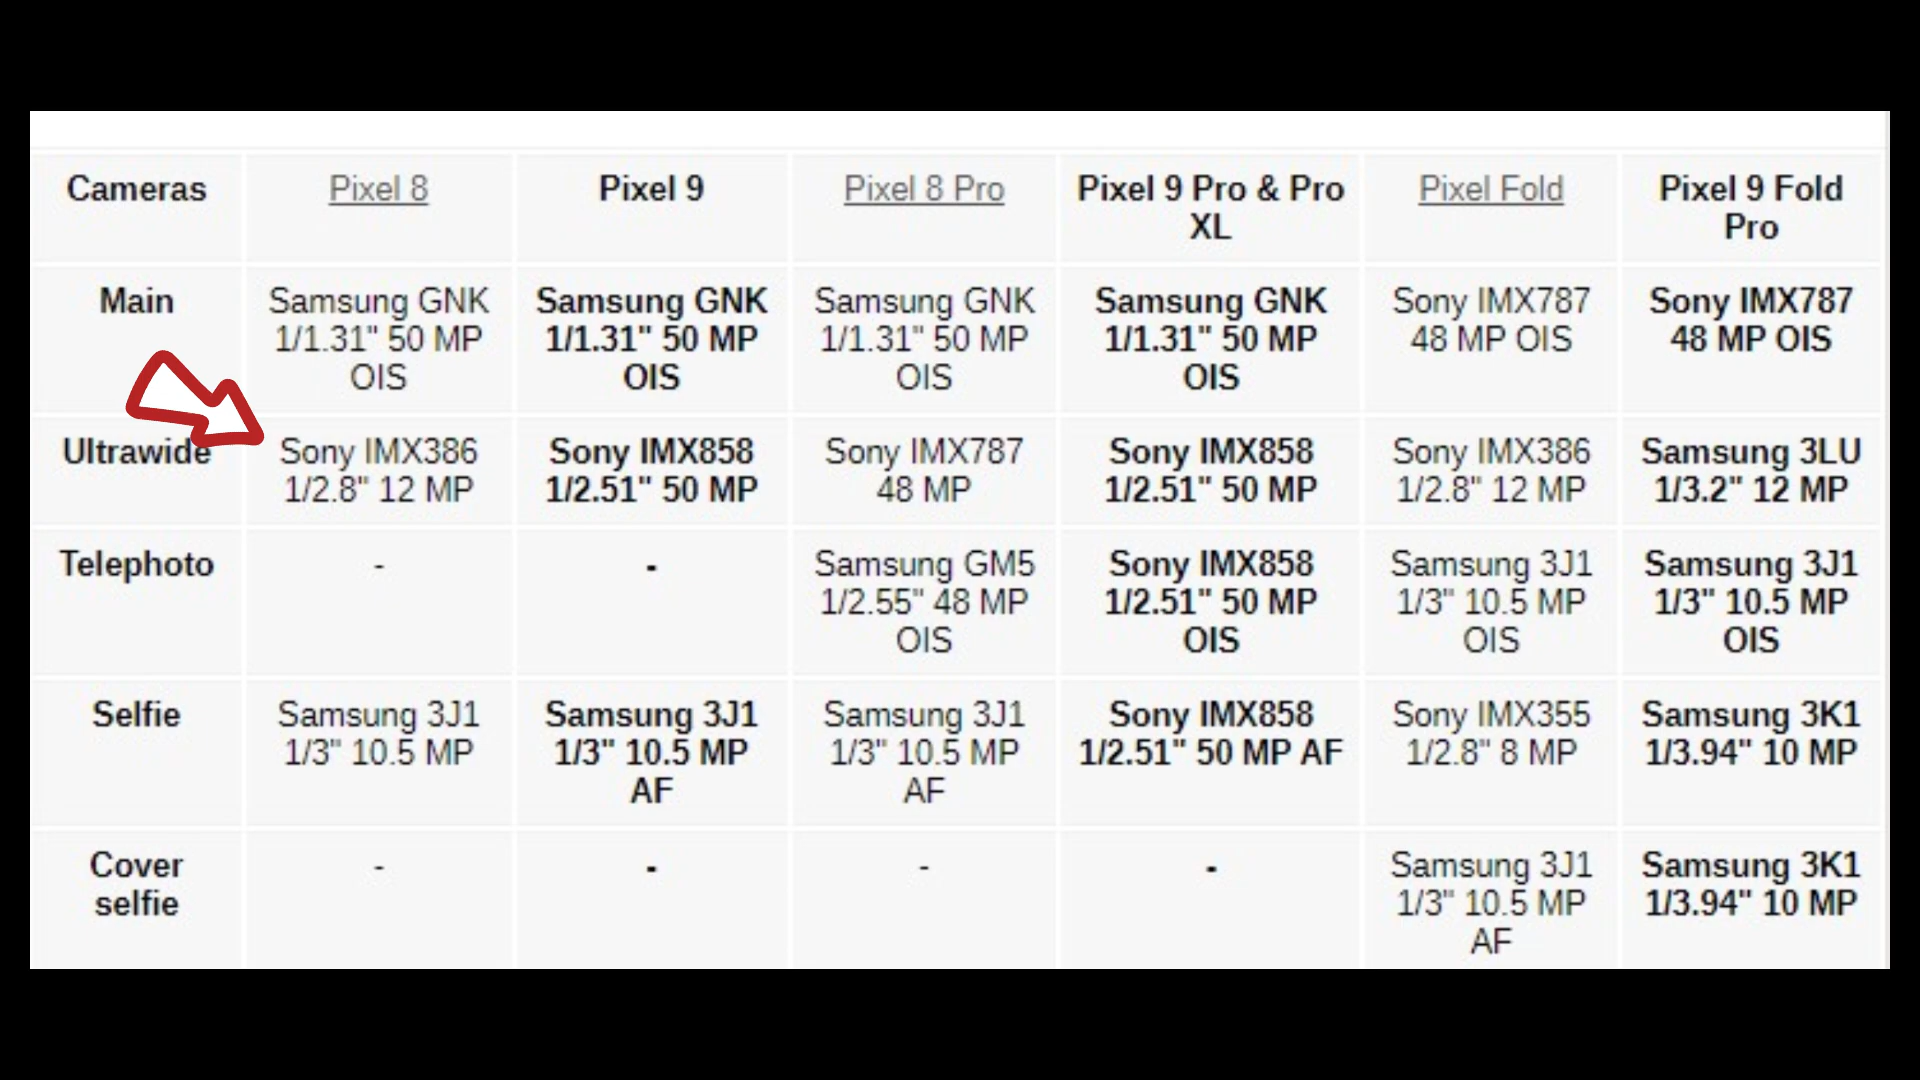 Cameras Pixel 8 Pixel 9 Pixel 8 Pro Pixel 9 Pro & Pro Pixel Fold Pixel 9 Fold
XL Pro
Main Samsung GNK Samsung GNK Samsung GNK Samsung GNK Sony IMX787 Sony IMX787
1/1.31" 50 MP 1/1.31" 50 MP 1/1.31" 50 MP 1/1.31" 50 MP 48 MP OIS 48 MP OIS
OIS OIS OIS OIS
Ultrawide Sony IMX386 Sony IMX858 Sony IMX787 Sony IMX858 Sony IMX386 Samsung 3LU
1/2.8" 12 MP 1/2.51" 50 MP 48 MP 1/2.51" 50 MP 1/2.8" 12 MP 1/3.2" 12 MP
Telephoto - - Samsung GM5 Sony IMX858 Samsung 3J1 Samsung 3J1
1/2.55" 48 MP 1/2.51" 50 MP 1/3" 10.5 MP 1/3" 10.5 MP
OIS OIS OIS OIS
Selfie Samsung 3J1 Samsung 3J1 Samsung 3J1 Sony IMX858 Sony IMX355 Samsung 3K1
1/3" 10.5 MP 1/3" 10.5 MP 1/3" 10.5 MP 1/2.51" 50 MP AF 1/2.8" 8 MP 1/3.94" 10 MP
AF AF
Cover - - - - Samsung 3J1 Samsung 3K1
selfie 1/3" 10.5 MP 1/3.94" 10 MP
AF